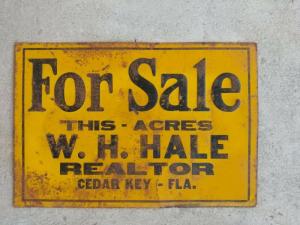 For Sale
THIS - ACRES
W. H. HALE
REALTOR
CEDAR KEY - FLA.